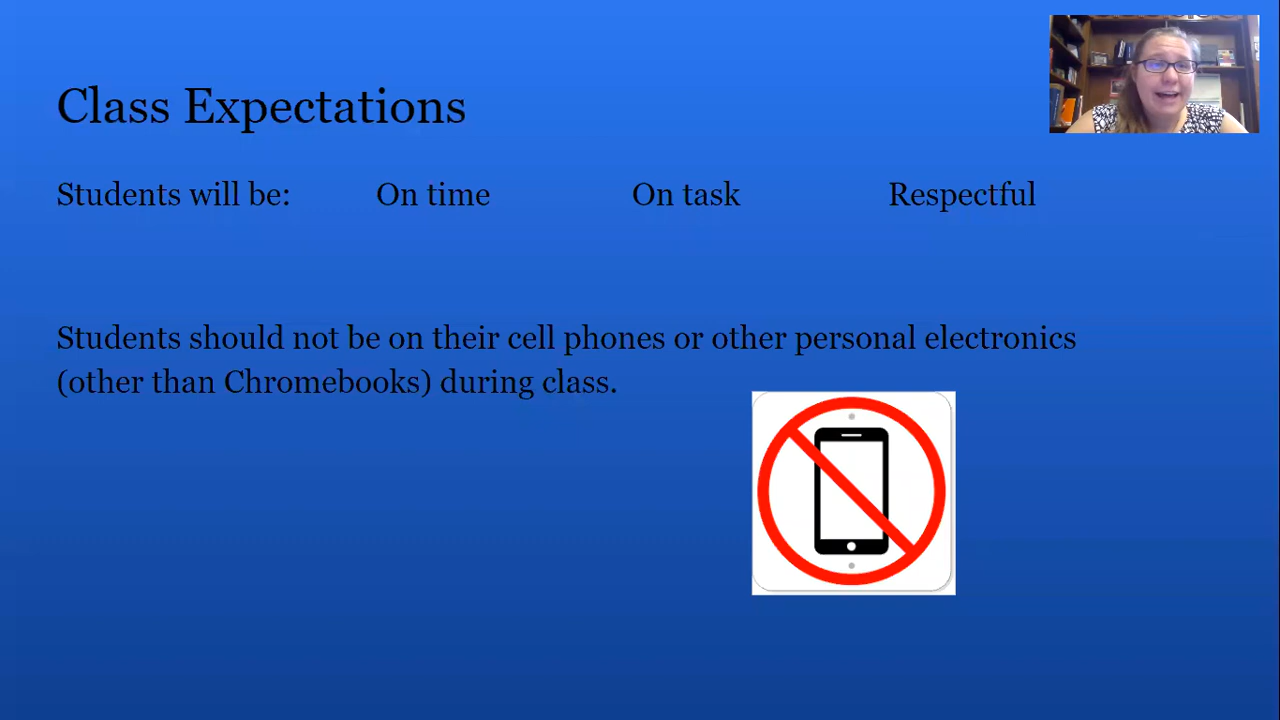 Class Expectations
Students will be: On time On task Respectful
Students should not be on their cell phones or other personal electronics
(other than Chromebooks) during class.